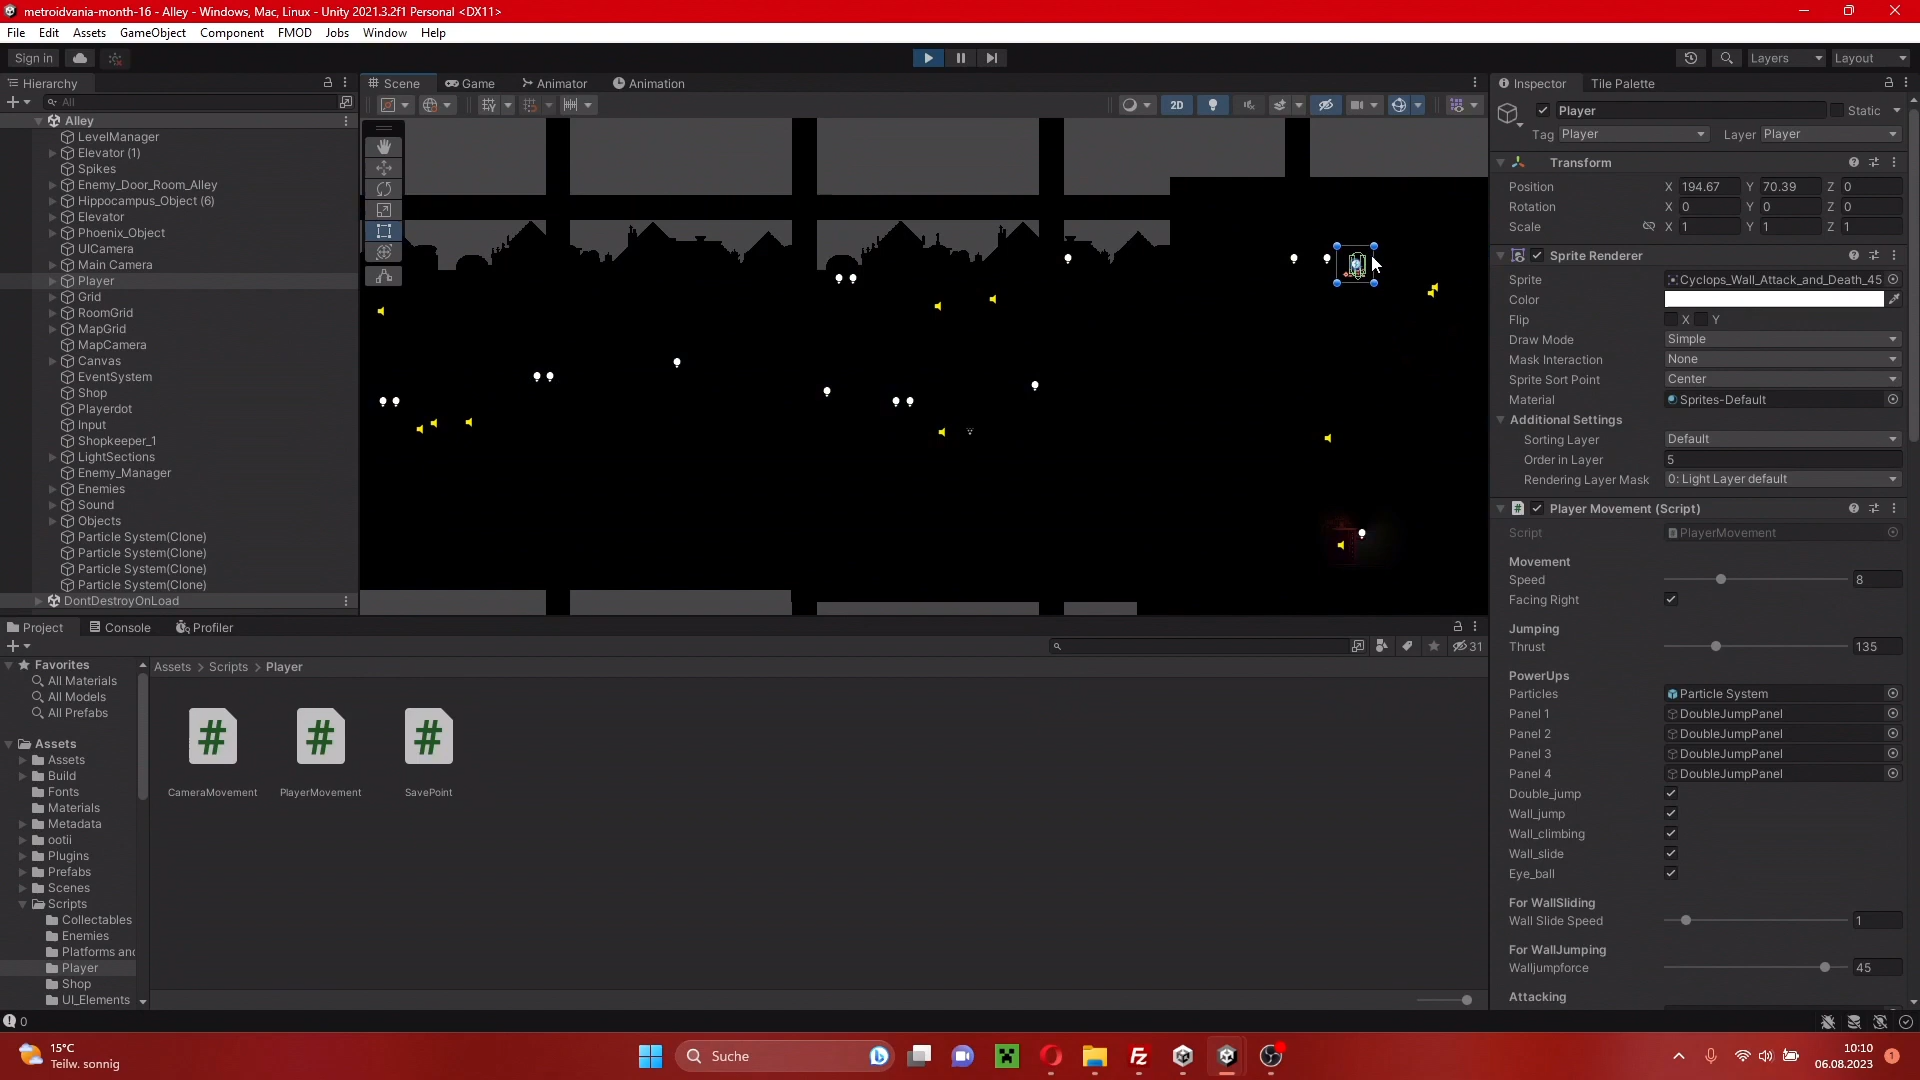 metroidvania-month-16 - Alley - Windows, Mac, Linux - Unity 2021.3.2f1 Personal <DX11>
File Edit Assets GameObject Component FMOD Jobs Window Help
Sign in
Layers
Layout
Hierarchy
All
Alley
LevelManager
Elevator (1)
Spikes
Enemy_Door_Room_Alley
Hippocampus_Object (6)
Elevator
Phoenix_Object
UICamera
Main Camera
Player
Grid
RoomGrid
MapGrid
MapCamera
Canvas
EventSystem
Shop
Playerdot
Input
Shopkeeper_1
LightSections
Enemy_Manager
Enemies
Sound
Objects
Particle System(Clone)
Particle System(Clone)
Particle System(Clone)
Particle System(Clone)
DontDestroyOnLoad
Scene Game Animator Animation
2D
Inspector Tile Palette
Player Static
Tag Player Layer Player
Transform
Position X 194.67 Y 70.39 Z 0
Rotation X 0 Y 0 Z 0
Scale X 1 Y 1 Z 1
Sprite Renderer
Sprite Cyclops_Wall_Attack_and_Death_45
Color
Flip X Y
Draw Mode Simple
Mask Interaction None
Sprite Sort Point Center
Material Sprites-Default
Additional Settings
Sorting Layer Default
Order in Layer 5
Rendering Layer Mask 0: Light Layer default
Player Movement (Script)
Script PlayerMovement
Movement
Speed 8
Facing Right
Jumping
Thrust 135
PowerUps
Particles Particle System
Panel 1 DoubleJumpPanel
Panel 2 DoubleJumpPanel
Panel 3 DoubleJumpPanel
Panel 4 DoubleJumpPanel
Double_jump
Wall_jump
Wall_climbing
Wall_slide
Eye_ball
For WallSliding
Wall Slide Speed 1
For WallJumping
Walljumpforce 45
Attacking
Project Console Profiler
31
Favorites
All Materials
All Models
All Prefabs
Assets
Assets
Build
Fonts
Materials
Metadata
ootii
Plugins
Prefabs
Scenes
Scripts
Collectables
Enemies
Platforms and
Player
Shop
UI_Elements
Assets > Scripts > Player
CameraMovement PlayerMovement SavePoint
0
15°C
Teilw. sonnig
Suche
10:10
06.08.2023
1